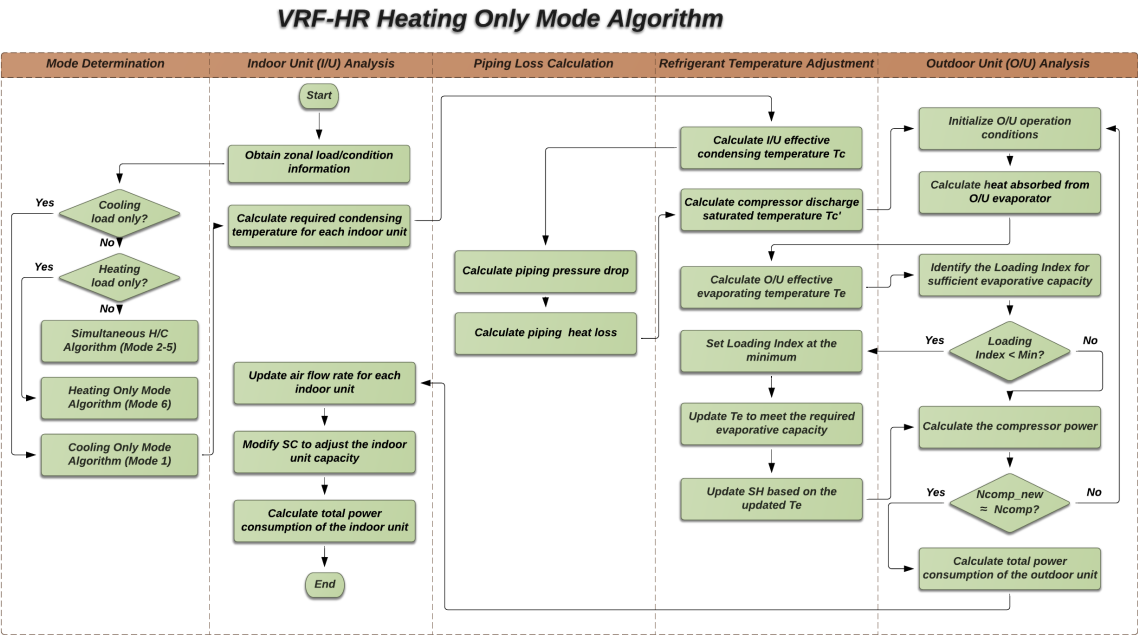 VRF-HR Heating Only Mode Algorithm
Mode Determination
Indoor Unit (I/U) Analysis
Piping Loss Calculation
Refrigerant Temperature Adjustment
Outdoor Unit (O/U) Analysis
Cooling
load only?
Yes
No
Heating
load only?
Yes
No
Simultaneous H/C
Algorithm (Mode 2-5)
Heating Only Mode
Algorithm (Mode 6)
Cooling Only Mode
Algorithm (Mode 1)
Start
Obtain zonal load/condition
information
Calculate required condensing
temperature for each indoor unit
Update air flow rate for each
indoor unit
Modify SC to adjust the indoor
unit capacity
Calculate total power
consumption of the indoor unit
End
Calculate piping pressure drop
Calculate piping heat loss
Calculate I/U effective
condensing temperature Tc
Calculate compressor discharge
saturated temperature Tc'
Calculate O/U effective
evaporating temperature Te
Set Loading Index at the
minimum
Update Te to meet the required
evaporative capacity
Update SH based on the
updated Te
Initialize O/U operation
conditions
Calculate heat absorbed from
O/U evaporator
Identify the Loading Index for
sufficient evaporative capacity
Loading
Index < Min?
Yes
No
Calculate the compressor power
Ncomp_new
≈ Ncomp?
Yes
No
Calculate total power
consumption of the outdoor unit